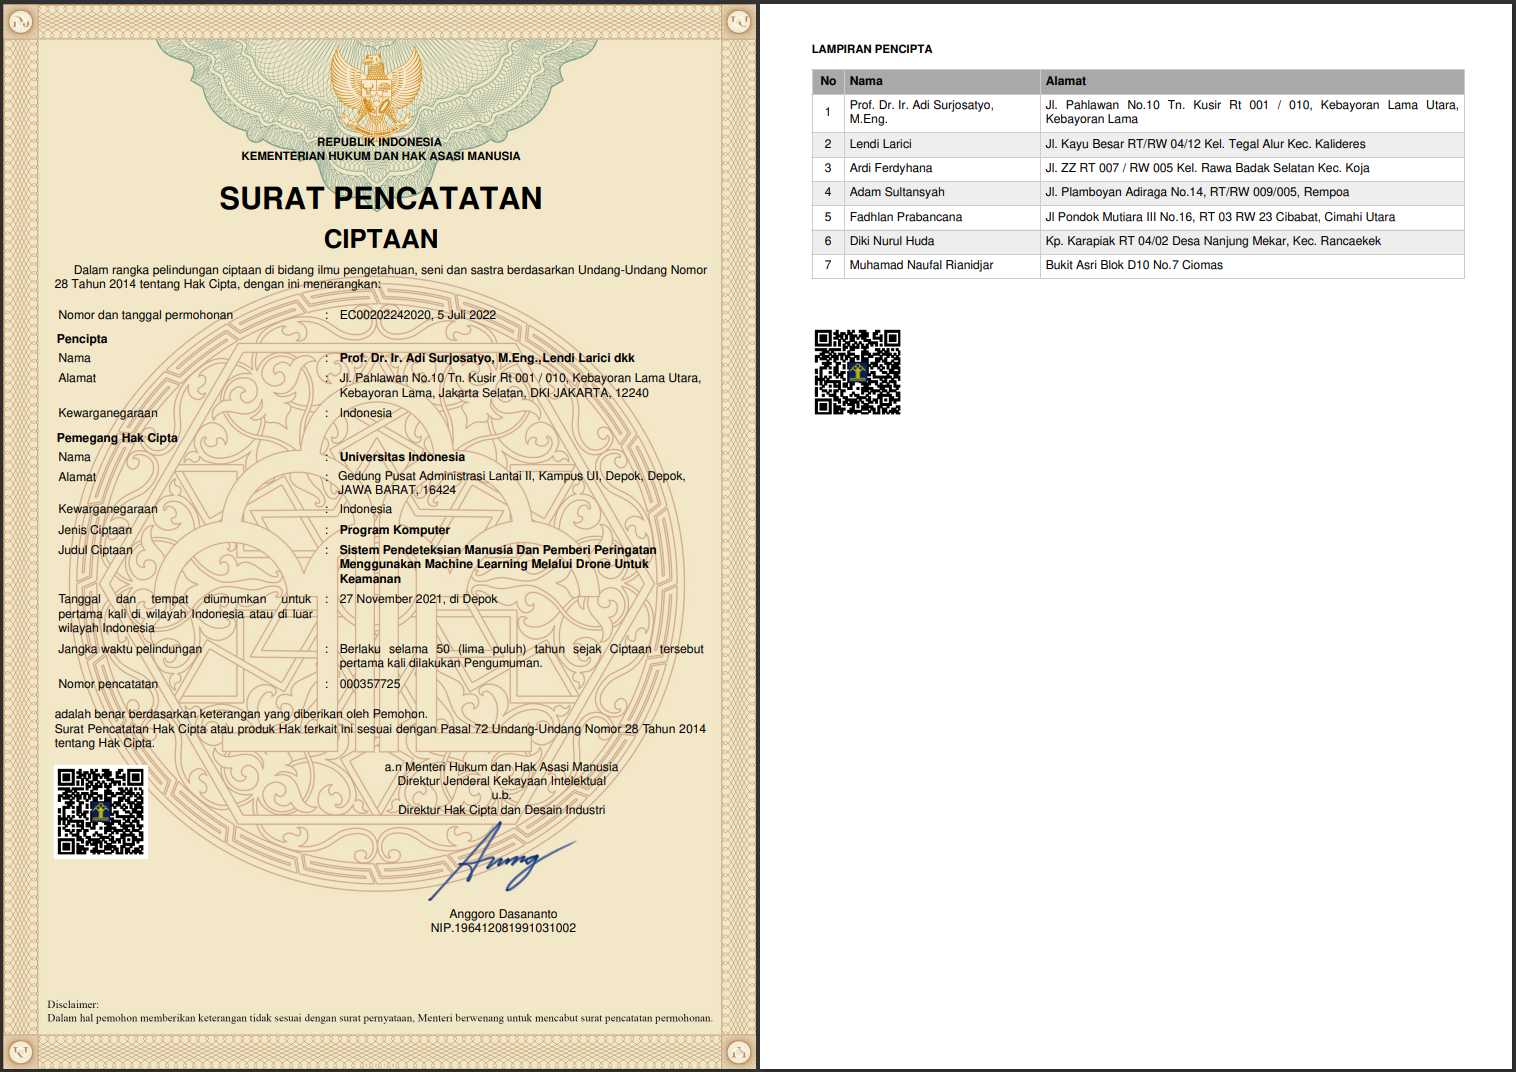 REPUBLIK INDONESIA
KEMENTERIAN HUKUM DAN HAK ASASI MANUSIA
SURAT PENCATATAN
CIPTAAN
Dalam rangka pelindungan ciptaan di bidang ilmu pengetahuan, seni dan sastra berdasarkan Undang-Undang Nomor
28 Tahun 2014 tentang Hak Cipta, dengan ini menerangkan:
Nomor dan tanggal permohonan : EC00202242020, 5 Juli 2022
Pencipta
Nama : Prof. Dr. Ir. Adi Surjosatyo, M.Eng.,Lendi Larici dkk
Alamat : Jl. Pahlawan No.10 Tn. Kusir Rt 001 / 010, Kebayoran Lama Utara,
Kebayoran Lama, Jakarta Selatan, DKI JAKARTA, 12240
Kewarganegaraan : Indonesia
Pemegang Hak Cipta
Nama : Universitas Indonesia
Alamat : Gedung Pusat Administrasi Lantai II, Kampus UI, Depok, Depok,
JAWA BARAT, 16424
Kewarganegaraan : Indonesia
Jenis Ciptaan : Program Komputer
Judul Ciptaan : Sistem Pendeteksian Manusia Dan Pemberi Peringatan
Menggunakan Machine Learning Melalui Drone Untuk
Keamanan
Tanggal dan tempat diumumkan untuk : 27 November 2021, di Depok
pertama kali di wilayah Indonesia atau di luar
wilayah Indonesia
Jangka waktu pelindungan : Berlaku selama 50 (lima puluh) tahun sejak Ciptaan tersebut
pertama kali dilakukan Pengumuman.
Nomor pencatatan : 000357725
adalah benar berdasarkan keterangan yang diberikan oleh Pemohon.
Surat Pencatatan Hak Cipta atau produk Hak terkait ini sesuai dengan Pasal 72 Undang-Undang Nomor 28 Tahun 2014
tentang Hak Cipta.
a.n Menteri Hukum dan Hak Asasi Manusia
Direktur Jenderal Kekayaan Intelektual
u.b.
Direktur Hak Cipta dan Desain Industri
Anggoro Dasananto
NIP.196412081991031002
Disclaimer:
Dalam hal pemohon memberikan keterangan tidak sesuai dengan surat pernyataan, Menteri berwenang untuk mencabut surat pencatatan permohonan.
LAMPIRAN PENCIPTA
No Nama Alamat
1 Prof. Dr. Ir. Adi Surjosatyo, M.Eng. Jl. Pahlawan No.10 Tn. Kusir Rt 001 / 010, Kebayoran Lama Utara, Kebayoran Lama
2 Lendi Larici Jl. Kayu Besar RT/RW 04/12 Kel. Tegal Alur Kec. Kalideres
3 Ardi Ferdyhana Jl. ZZ RT 007 / RW 005 Kel. Rawa Badak Selatan Kec. Koja
4 Adam Sultansyah Jl. Plamboyan Adiraga No.14, RT/RW 009/005, Rempoa
5 Fadhlan Prabancana Jl Pondok Mutiara III No.16, RT 03 RW 23 Cibabat, Cimahi Utara
6 Diki Nurul Huda Kp. Karapiak RT 04/02 Desa Nanjung Mekar, Kec. Rancaekek
7 Muhamad Naufal Rianidjar Bukit Asri Blok D10 No.7 Ciomas